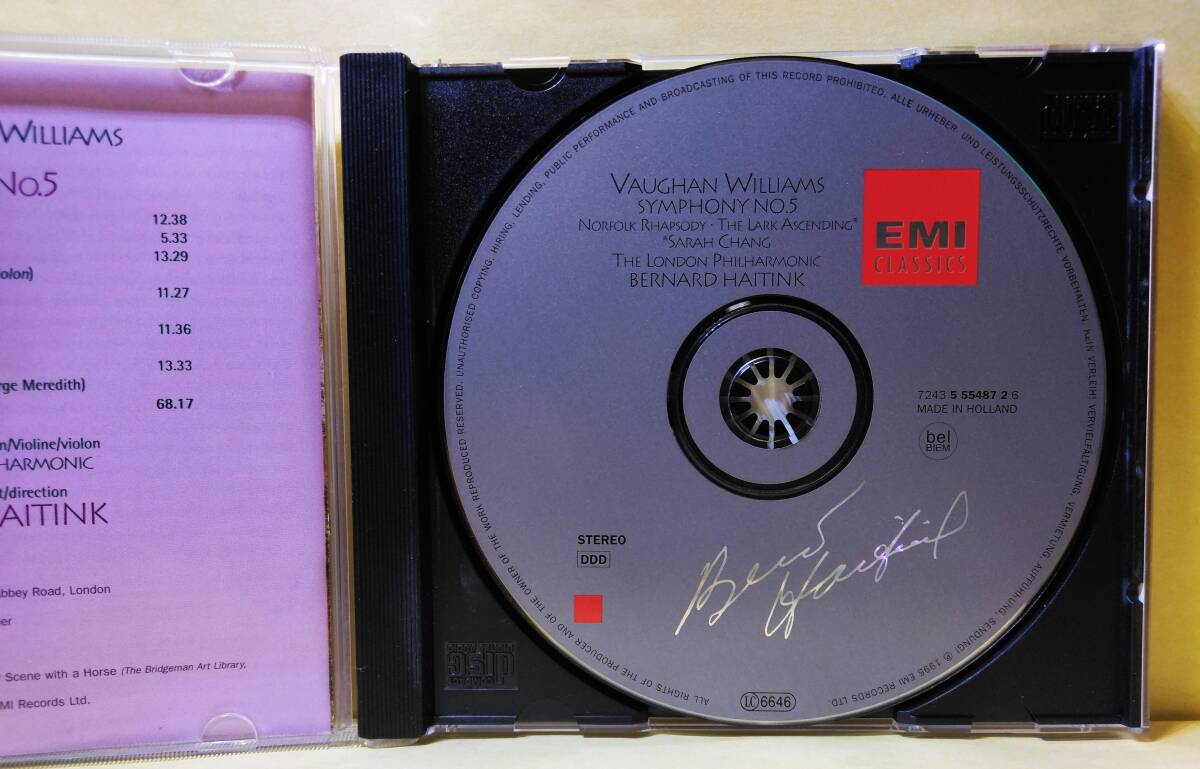 WILLIAMS
No.5
12.38
5.33
13.29
olon)
11.27
11.36
13.33
rge Meredith)
68.17
n/Violine/violon
HARMONIC
t/direction
AITINK
bbey Road, London
er
Scene with a Horse (The Bridgeman Art Library,
MI Records Ltd.
VAUGHAN WILLIAMS
SYMPHONY NO.5
NORFOLK RHAPSODY · THE LARK ASCENDING*
*SARAH CHANG
THE LONDON PHILHARMONIC
BERNARD HAITINK
EMI
CLASSICS
7243 5 55487 2 6
MADE IN HOLLAND
bel
BIEM
STEREO
DDD
Bernard Haitink
LC 6646
ALL RIGHTS OF THE PRODUCER AND OF THE OWNER OF THE WORK REPRODUCED RESERVED. UNAUTHORISED COPYING, HIRING, LENDING, PUBLIC PERFORMANCE AND BROADCASTING OF THIS RECORD PROHIBITED. ALLE URHEBER- UND LEISTUNGSSCHUTZRECHTE VORBEHALTEN. KEIN VERLEIH! VERVIELFÄLTIGUNG, VERMIETUNG, AUFFÜHRUNG, SENDUNG! ℗ 1995 EMI RECORDS LTD.
disc